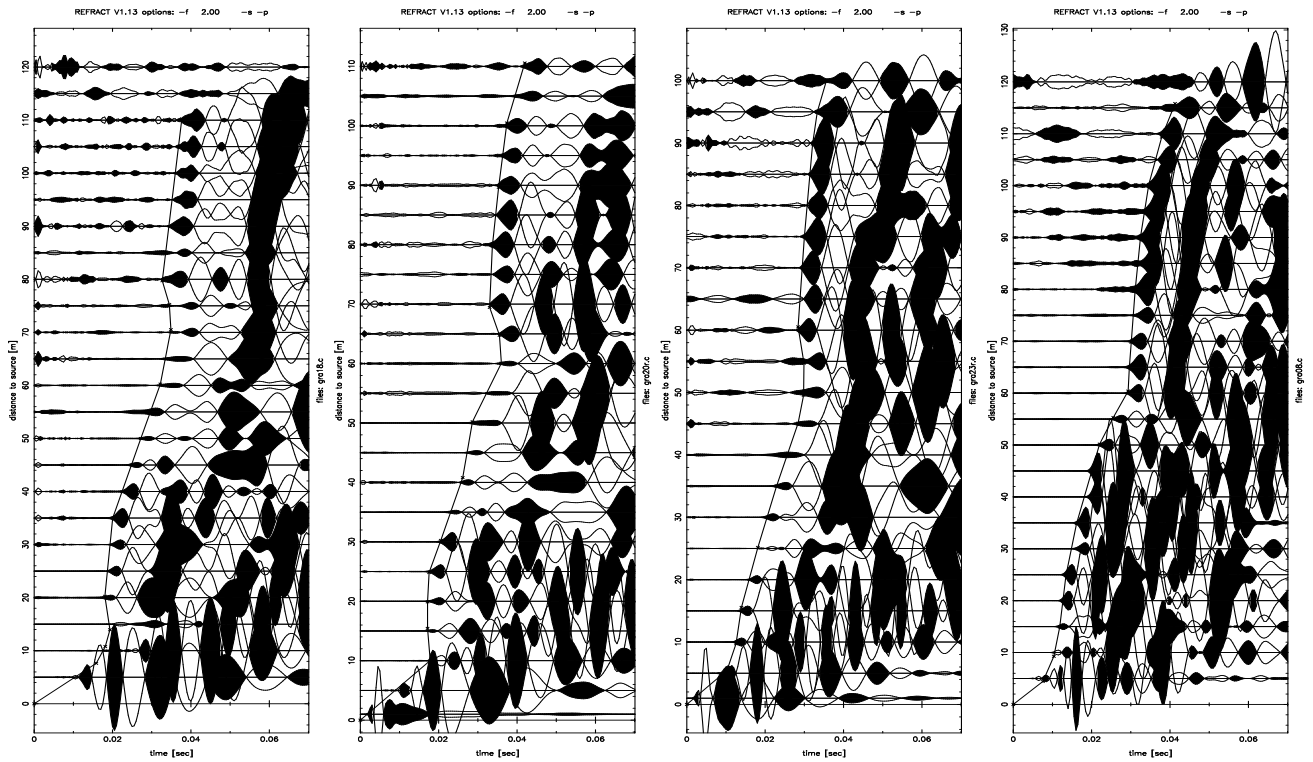 REFRACT V1.13 options: -f 2.00 -s -p
REFRACT V1.13 options: -f 2.00 -s -p
REFRACT V1.13 options: -f 2.00 -s -p
REFRACT V1.13 options: -f 2.00 -s -p
distance to source [m]
0 10 20 30 40 50 60 70 80 90 100 110 120
files: gra18.c
0 0.02 0.04 0.06
time [sec]
distance to source [m]
0 10 20 30 40 50 60 70 80 90 100 110
files: gra20r.c
0 0.02 0.04 0.06
time [sec]
distance to source [m]
0 10 20 30 40 50 60 70 80 90 100
files: gra23r.c
0 0.02 0.04 0.06
time [sec]
distance to source [m]
0 10 20 30 40 50 60 70 80 90 100 110 120 130
files: gra08.c
0 0.02 0.04 0.06
time [sec]